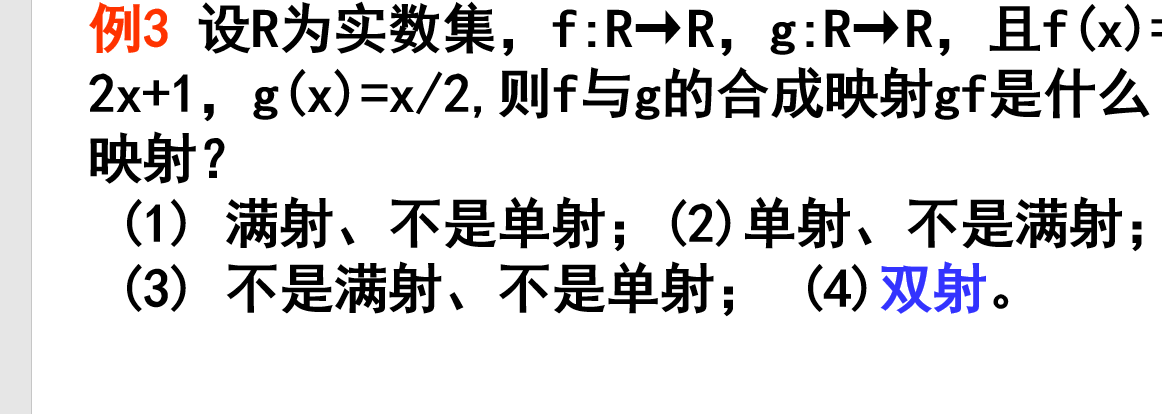 例3 设R为实数集，f:R→R，g:R→R，且f(x)=
2x+1，g(x)=x/2,则f与g的合成映射gf是什么
映射？
(1) 满射、不是单射；(2)单射、不是满射；
(3) 不是满射、不是单射； (4)双射。